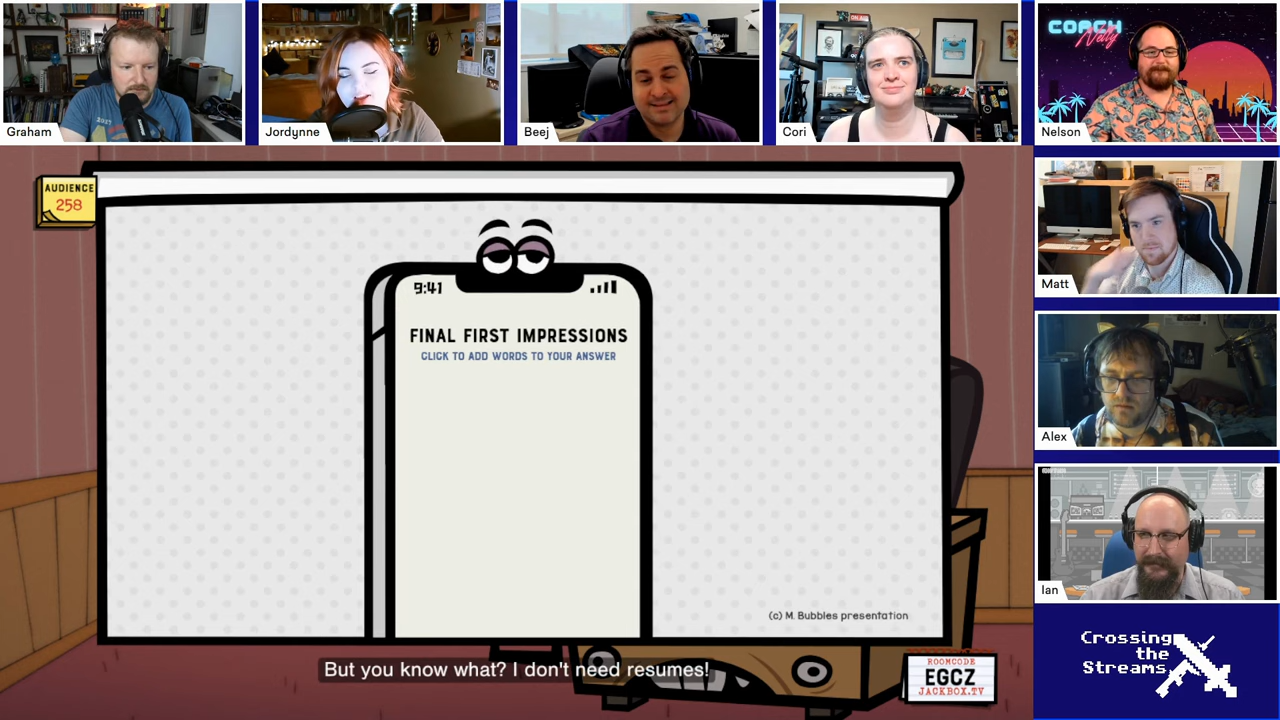 Graham
Jordynne
Beej
Cori
COACH
Nelly
Nelson
AUDIENCE
258
9:41
FINAL FIRST IMPRESSIONS
CLICK TO ADD WORDS TO YOUR ANSWER
Matt
Alex
Ian
(c) M. Bubbles presentation
But you know what? I don't need resumes!
ROOMCODE
EGCZ
JACKBOX.TV
Crossing
the
Streams